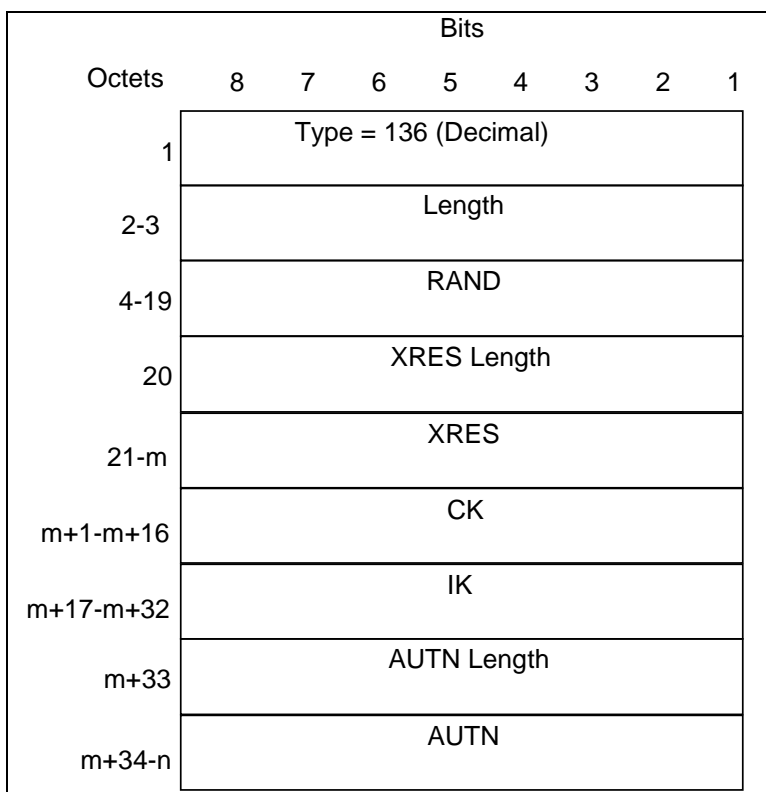 Bits
Octets 8 7 6 5 4 3 2 1
1 Type = 136 (Decimal)
2-3 Length
4-19 RAND
20 XRES Length
21-m XRES
m+1-m+16 CK
m+17-m+32 IK
m+33 AUTN Length
m+34-n AUTN